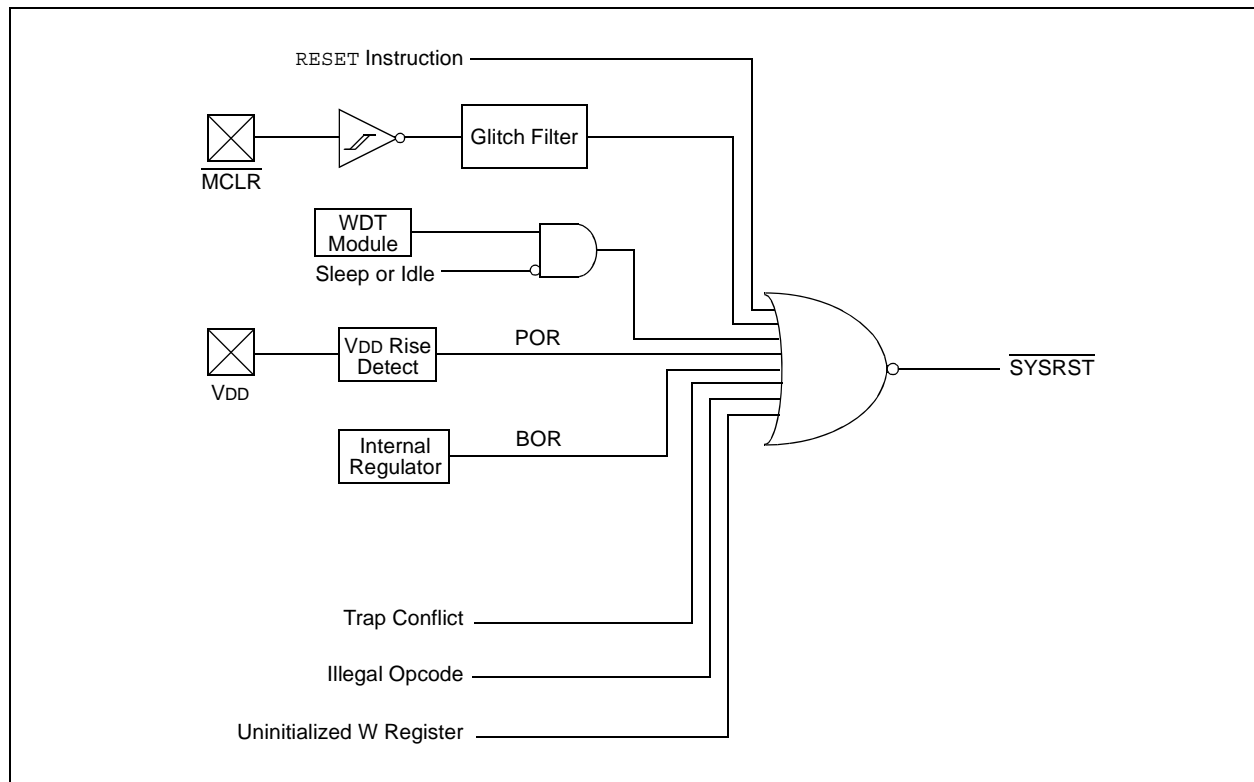 RESET Instruction
Glitch Filter
MCLR
WDT
Module
Sleep or Idle
VDD
VDD Rise
Detect
POR
SYSRST
Internal
Regulator
BOR
Trap Conflict
Illegal Opcode
Uninitialized W Register